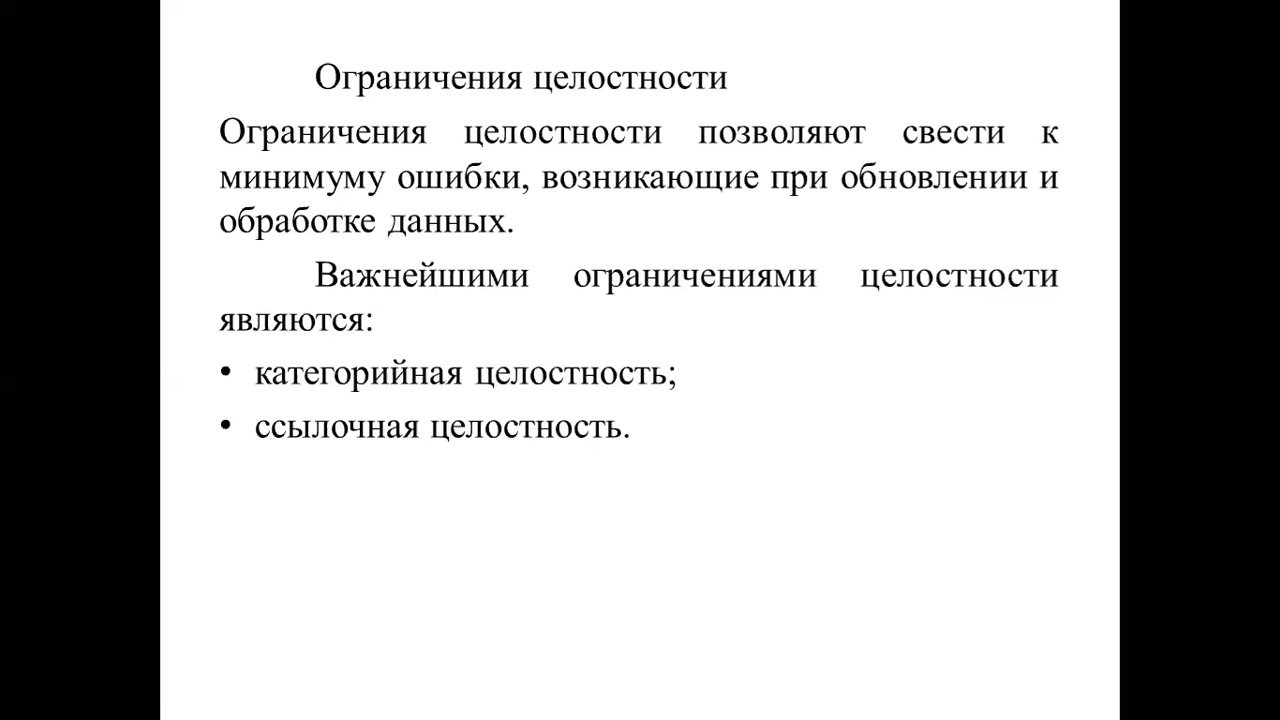 Ограничения целостности
Ограничения целостности позволяют свести к
минимуму ошибки, возникающие при обновлении и
обработке данных.
Важнейшими ограничениями целостности
являются:
• категорийная целостность;
• ссылочная целостность.